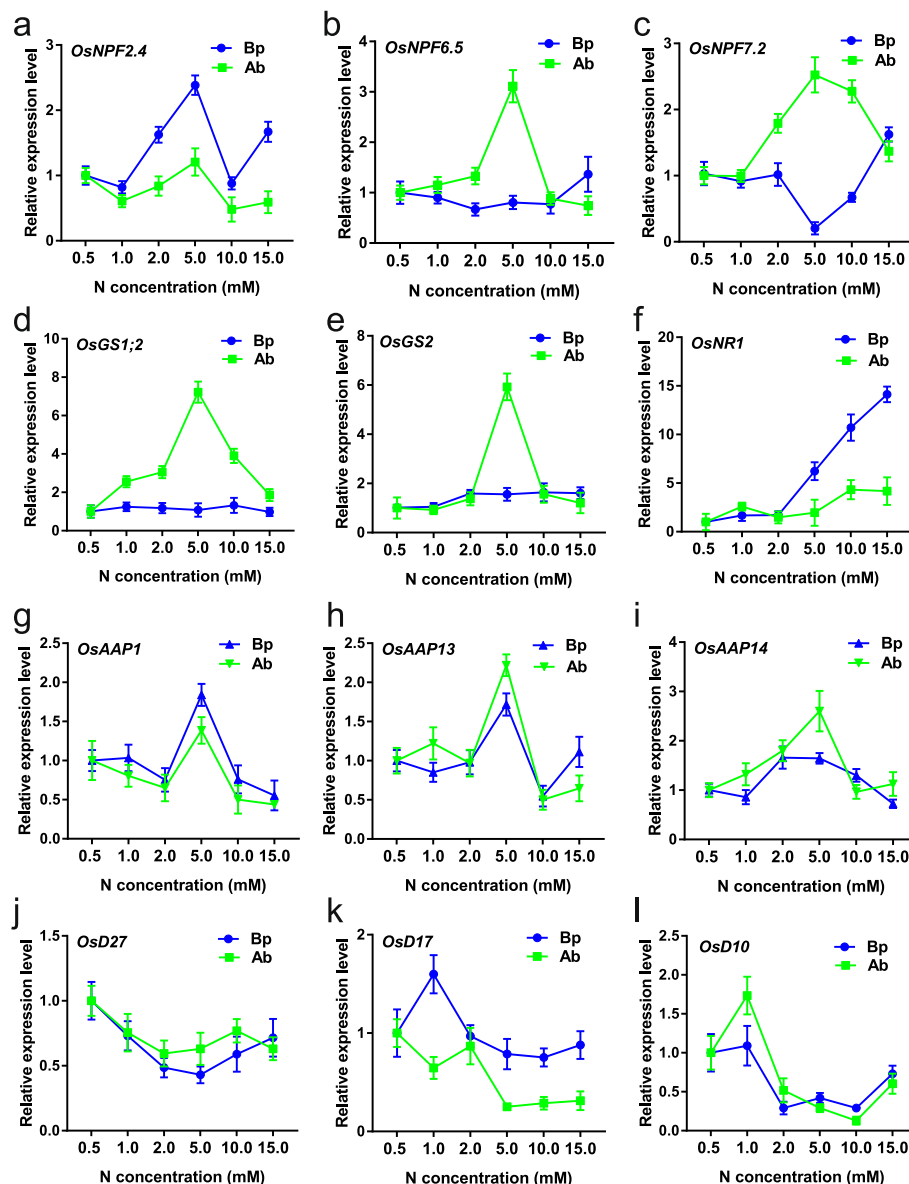 a
OsNPF2.4
Bp
Ab
Relative expression level
3
2
1
0
0.5 1.0 2.0 5.0 10.0 15.0
N concentration (mM)
b
OsNPF6.5
Bp
Ab
Relative expression level
4
3
2
1
0
0.5 1.0 2.0 5.0 10.0 15.0
N concentration (mM)
c
OsNPF7.2
Bp
Ab
Relative expression level
3
2
1
0
0.5 1.0 2.0 5.0 10.0 15.0
N concentration (mM)
d
OsGS1;2
Bp
Ab
Relative expression level
10
8
6
4
2
0
0.5 1.0 2.0 5.0 10.0 15.0
N concentration (mM)
e
OsGS2
Bp
Ab
Relative expression level
8
6
4
2
0
0.5 1.0 2.0 5.0 10.0 15.0
N concentration (mM)
f
OsNR1
Bp
Ab
Relative expression level
20
15
10
5
0
0.5 1.0 2.0 5.0 10.0 15.0
N concentration (mM)
g
OsAAP1
Bp
Ab
Relative expression level
2.5
2.0
1.5
1.0
0.5
0.0
0.5 1.0 2.0 5.0 10.0 15.0
N concentration (mM)
h
OsAAP13
Bp
Ab
Relative expression level
2.5
2.0
1.5
1.0
0.5
0.0
0.5 1.0 2.0 5.0 10.0 15.0
N concentration (mM)
i
OsAAP14
Bp
Ab
Relative expression level
4
3
2
1
0
0.5 1.0 2.0 5.0 10.0 15.0
N concentration (mM)
j
OsD27
Bp
Ab
Relative expression level
1.5
1.0
0.5
0.0
0.5 1.0 2.0 5.0 10.0 15.0
N concentration (mM)
k
OsD17
Bp
Ab
Relative expression level
2
1
0
0.5 1.0 2.0 5.0 10.0 15.0
N concentration (mM)
l
OsD10
Bp
Ab
Relative expression level
2.5
2.0
1.5
1.0
0.5
0.0
0.5 1.0 2.0 5.0 10.0 15.0
N concentration (mM)